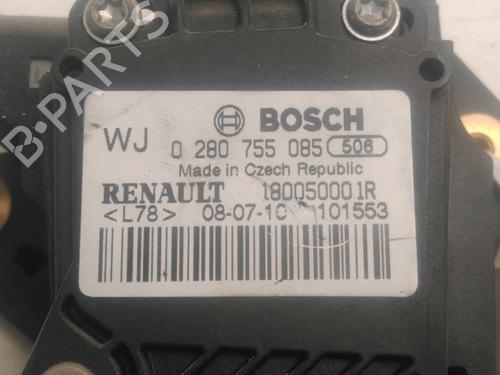 B-PARTS
BOSCH
WJ 0 280 755 085 506
Made in Czech Republic
RENAULT 180050001R
<L78> 08-07-10 101553